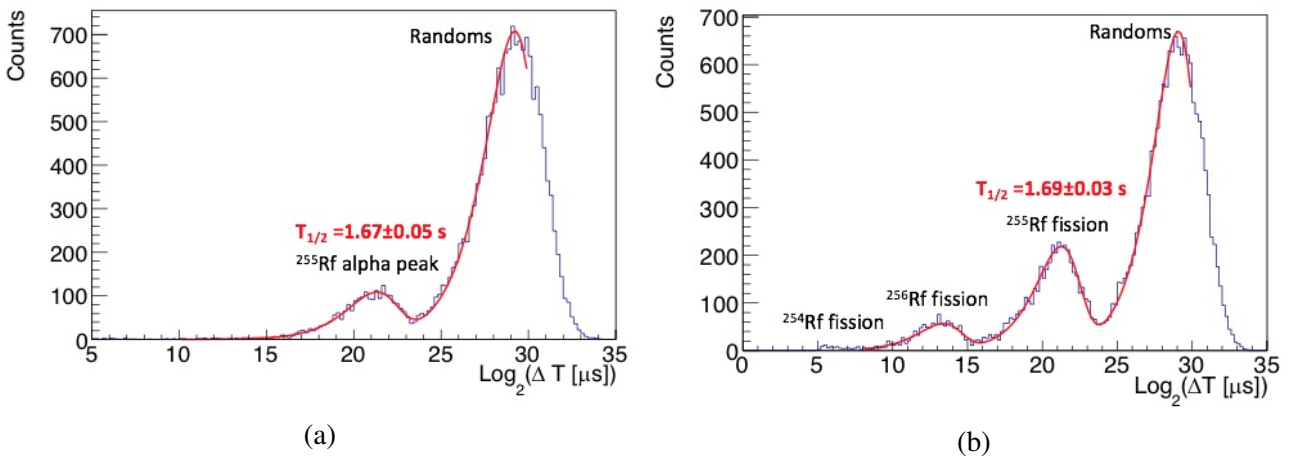 Counts
700
600
500
400
300
200
100
0
Randoms
T₁/₂ =1.67±0.05 s
²⁵⁵Rf alpha peak
5 10 15 20 25 30 35
Log₂(Δ T [μs])
(a)
Counts
700
600
500
400
300
200
100
0
Randoms
T₁/₂ =1.69±0.03 s
²⁵⁵Rf fission
²⁵⁶Rf fission
²⁵⁴Rf fission
0 5 10 15 20 25 30 35
Log₂(ΔT [μs])
(b)